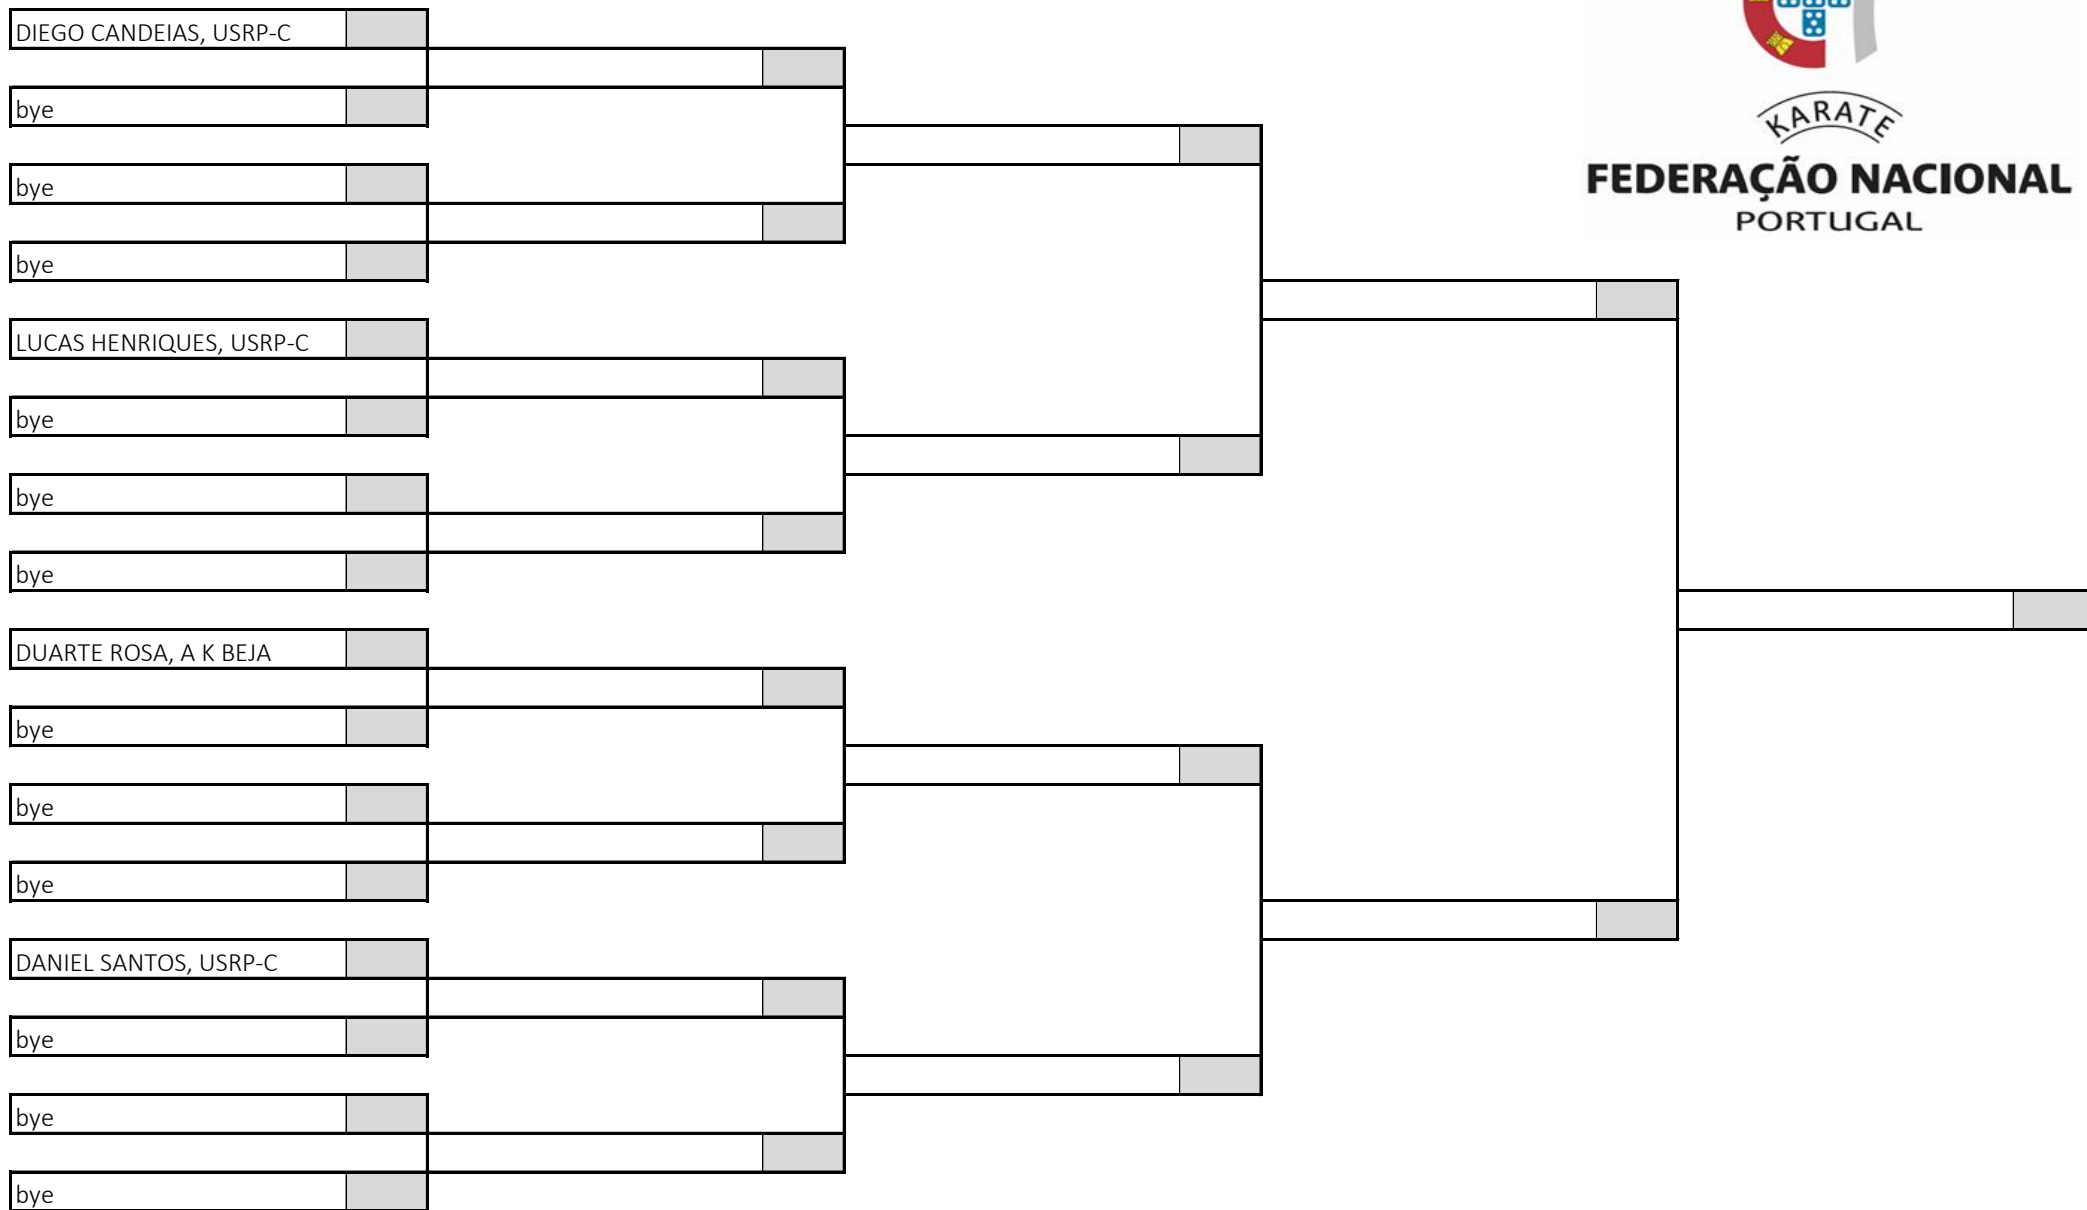 DIEGO CANDEIAS, USRP-C
bye
bye
bye
LUCAS HENRIQUES, USRP-C
bye
bye
bye
DUARTE ROSA, A K BEJA
bye
bye
bye
DANIEL SANTOS, USRP-C
bye
bye
bye
KARATE
FEDERAÇÃO NACIONAL
PORTUGAL